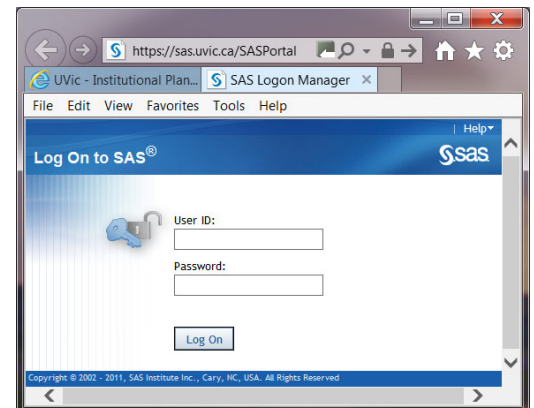 https://sas.uvic.ca/SASPortal
UVic - Institutional Plan... SAS Logon Manager
File Edit View Favorites Tools Help
Help
Log On to SAS®
sas
User ID:
Password:
Log On
Copyright © 2002 - 2011, SAS Institute Inc., Cary, NC, USA. All Rights Reserved